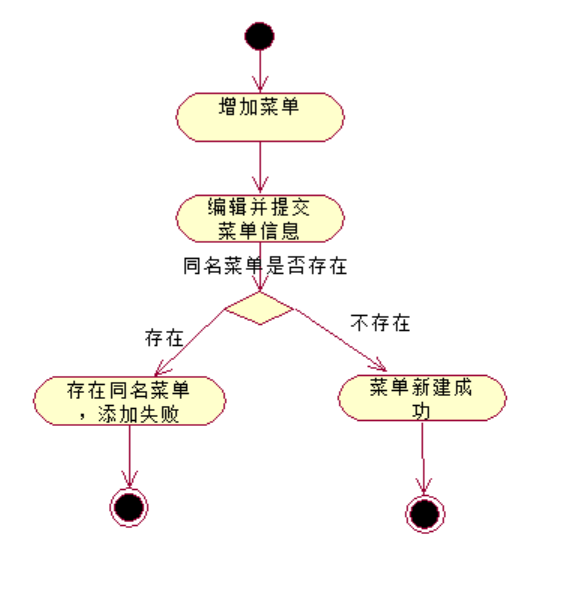 增加菜单
编辑并提交
菜单信息
同名菜单是否存在
存在
不存在
存在同名菜单
，添加失败
菜单新建成
功